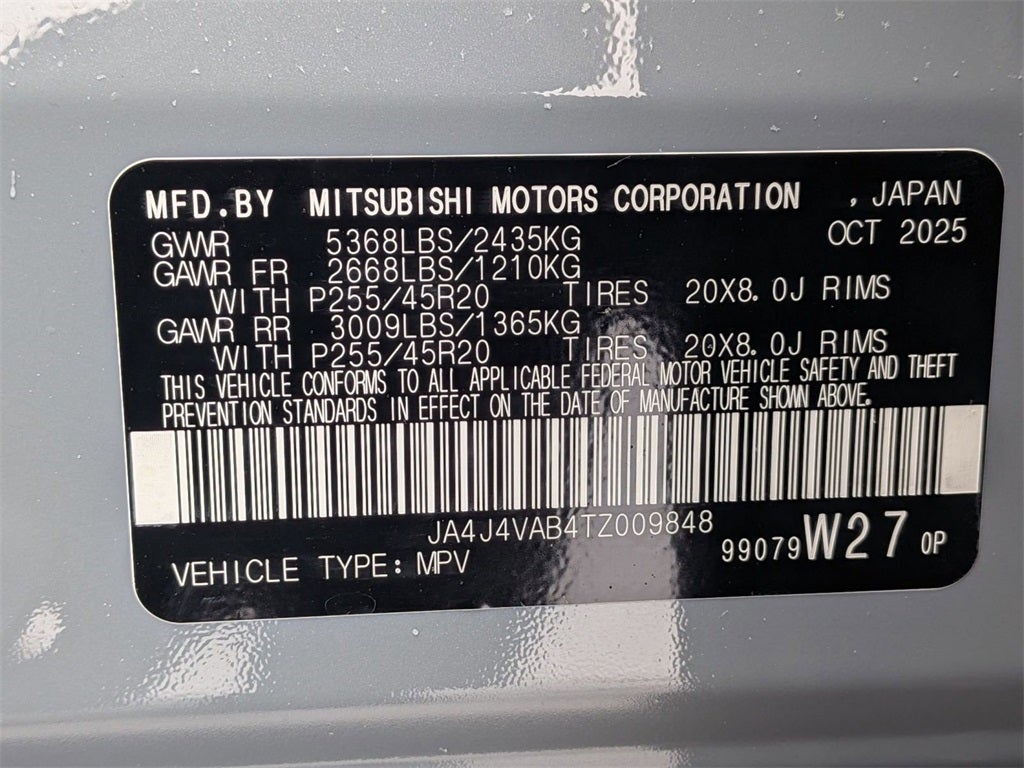 MFD.BY MITSUBISHI MOTORS CORPORATION , JAPAN
GVWR 5368LBS/2435KG OCT 2025
GAWR FR 2668LBS/1210KG
WITH P255/45R20 TIRES 20X8.0J RIMS
GAWR RR 3009LBS/1365KG
WITH P255/45R20 TIRES 20X8.0J RIMS
THIS VEHICLE CONFORMS TO ALL APPLICABLE FEDERAL MOTOR VEHICLE SAFETY AND THEFT
PREVENTION STANDARDS IN EFFECT ON THE DATE OF MANUFACTURE SHOWN ABOVE.
JA4J4VAB4TZ009848
99079 W27 0P
VEHICLE TYPE: MPV